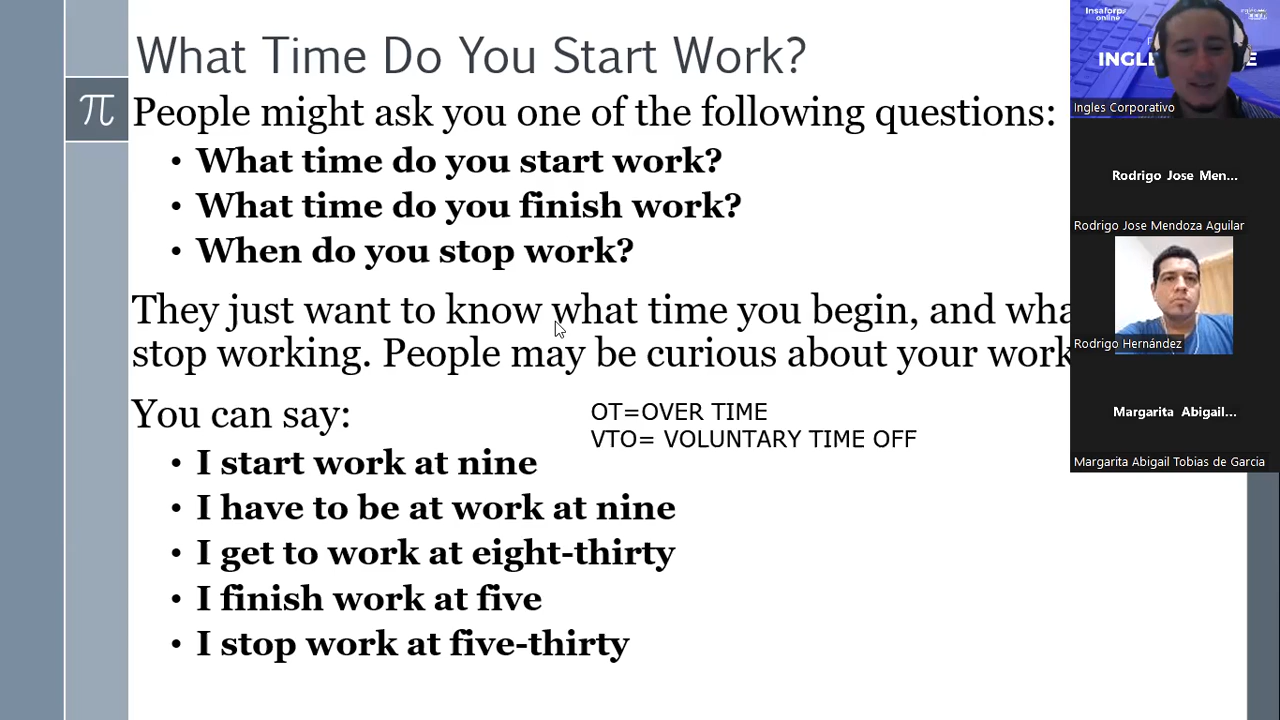 What Time Do You Start Work?
π
People might ask you one of the following questions:
• What time do you start work?
• What time do you finish work?
• When do you stop work?
They just want to know what time you begin, and wha
stop working. People may be curious about your work
You can say:
OT=OVER TIME
VTO= VOLUNTARY TIME OFF
• I start work at nine
• I have to be at work at nine
• I get to work at eight-thirty
• I finish work at five
• I stop work at five-thirty
Insaforp
online
INGL
E
Ingles Corporativo
Rodrigo Jose Men...
Rodrigo Jose Mendoza Aguilar
Rodrigo Hernández
Margarita Abigail...
Margarita Abigail Tobias de Garcia